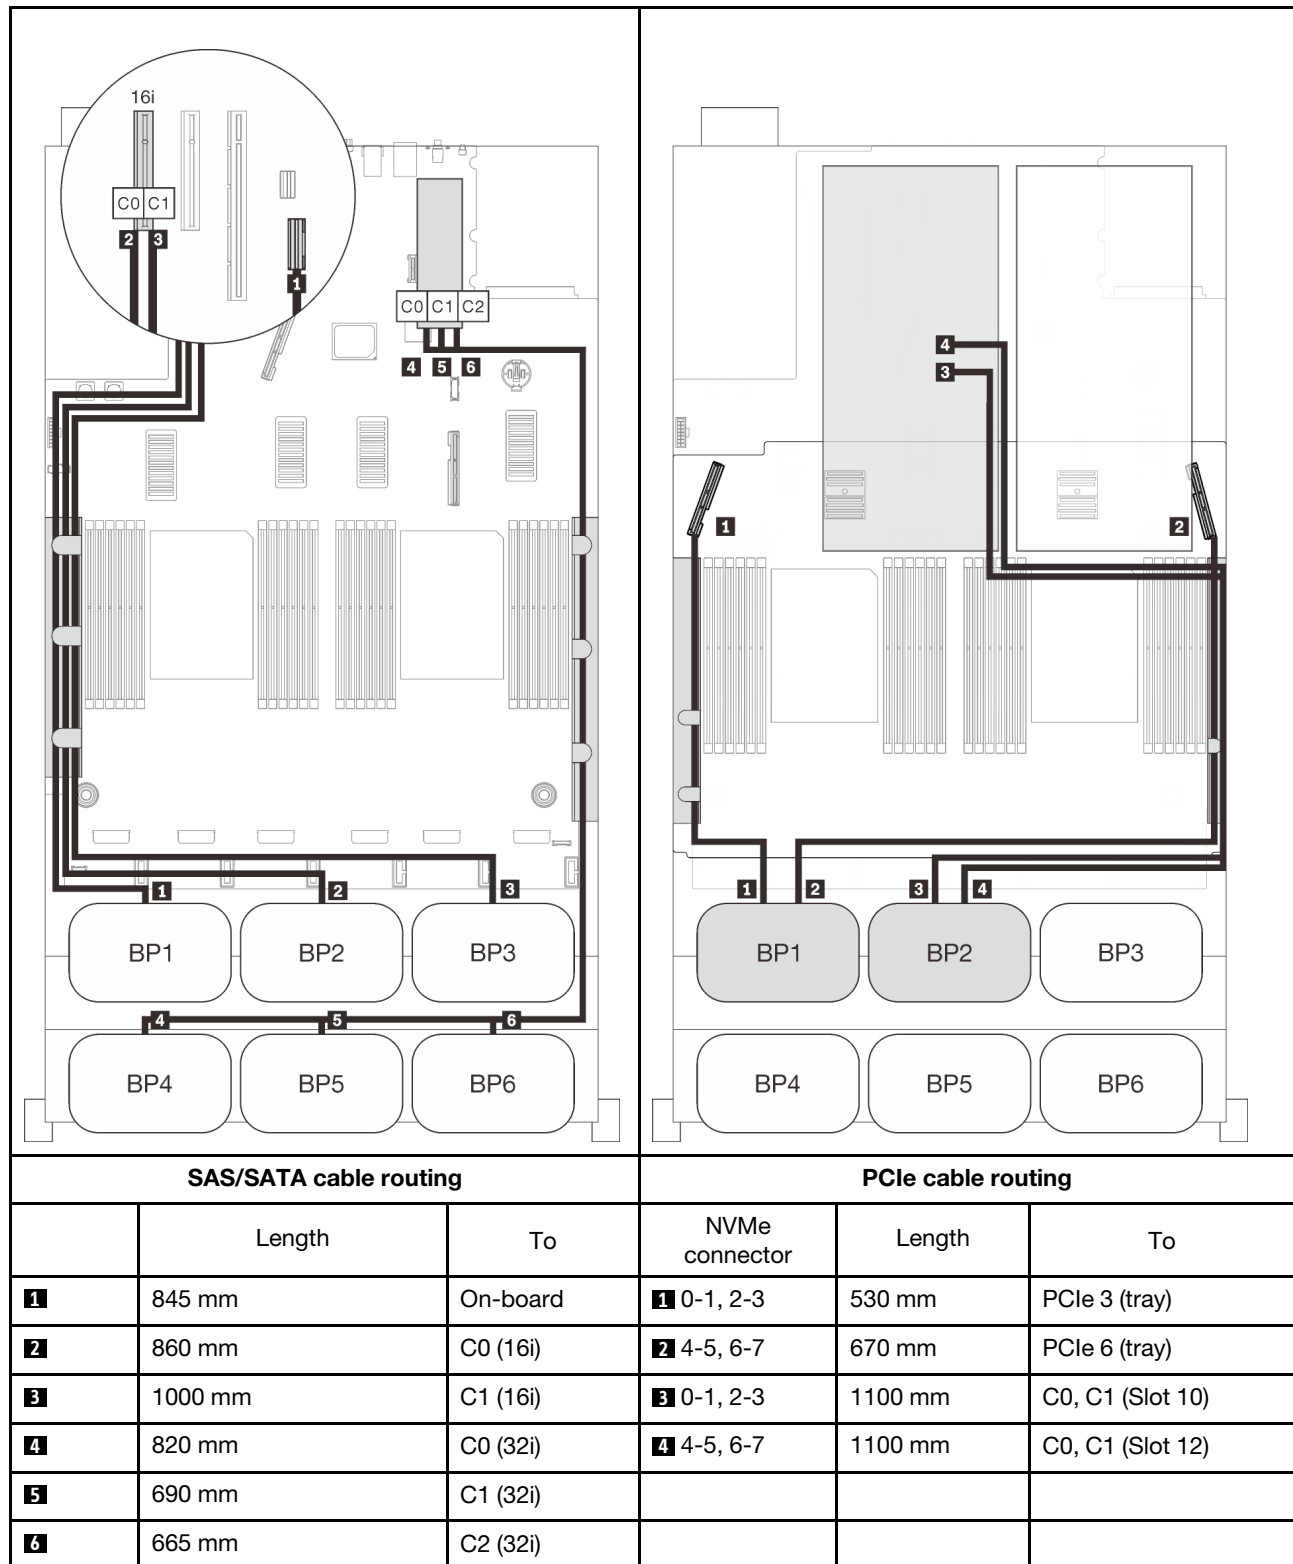 16i
C0 C1
2 3
1
C0 C1 C2
4 5 6
1 2 3
BP1 BP2 BP3
4 5 6
BP4 BP5 BP6
4
3
1 2
1 2 3 4
BP1 BP2 BP3
BP4 BP5 BP6
SAS/SATA cable routing PCIe cable routing
Length To NVMe connector Length To
1 845 mm On-board 1 0-1, 2-3 530 mm PCIe 3 (tray)
2 860 mm C0 (16i) 2 4-5, 6-7 670 mm PCIe 6 (tray)
3 1000 mm C1 (16i) 3 0-1, 2-3 1100 mm C0, C1 (Slot 10)
4 820 mm C0 (32i) 4 4-5, 6-7 1100 mm C0, C1 (Slot 12)
5 690 mm C1 (32i)
6 665 mm C2 (32i)